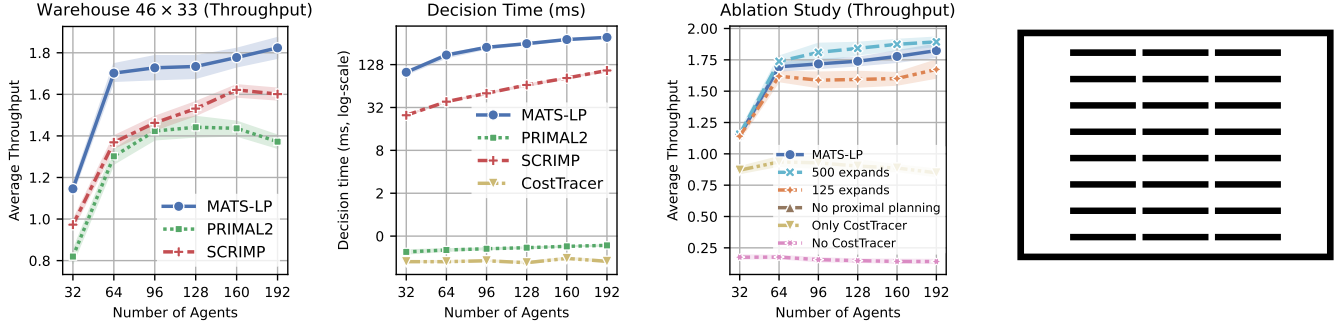 Warehouse 46 × 33 (Throughput)
Average Throughput
1.8
1.6
1.4
1.2
1.0
0.8
32 64 96 128 160 192
Number of Agents
MATS-LP
PRIMAL2
SCRIMP
Decision Time (ms)
Decision time (ms, log-scale)
128
32
8
2
0
32 64 96 128 160 192
Number of Agents
MATS-LP
PRIMAL2
SCRIMP
CostTracer
Ablation Study (Throughput)
Average Throughput
2.00
1.75
1.50
1.25
1.00
0.75
0.50
0.25
32 64 96 128 160 192
Number of Agents
MATS-LP
500 expands
125 expands
No proximal planning
Only CostTracer
No CostTracer